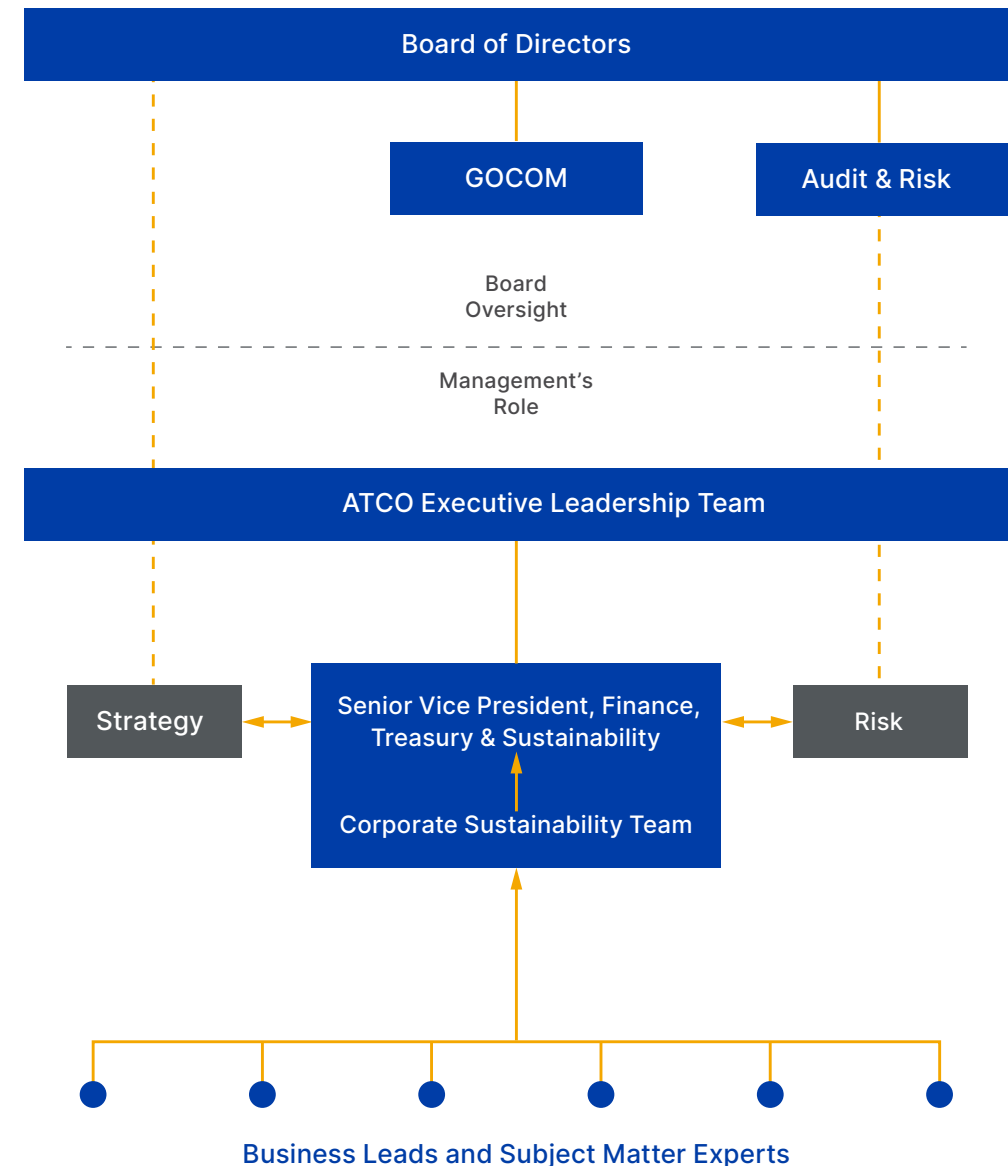 Board of Directors
GOCOM
Audit & Risk
Board
Oversight
Management’s
Role
ATCO Executive Leadership Team
Strategy
Senior Vice President, Finance,
Treasury & Sustainability
Corporate Sustainability Team
Risk
Business Leads and Subject Matter Experts